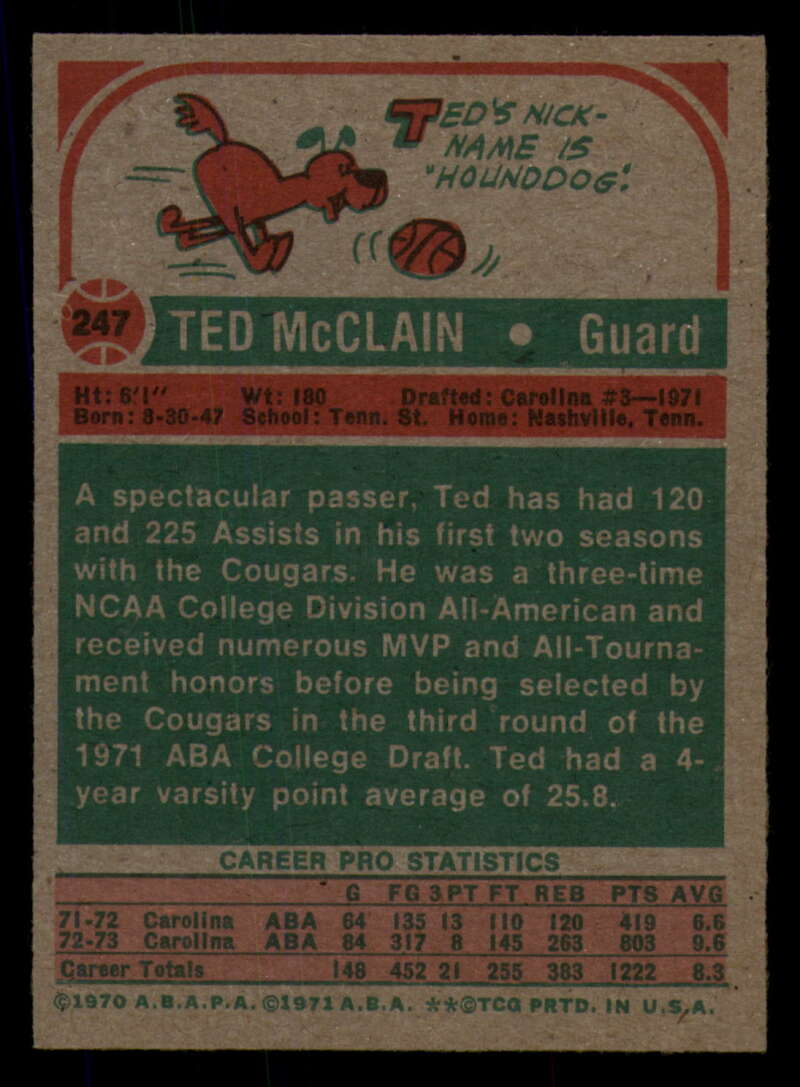 TED'S NICK-
NAME IS
"HOUNDDOG".
247 TED McCLAIN • Guard
Ht: 6'1" Wt: 180 Drafted: Carolina #3—1971
Born: 8-30-47 School: Tenn. St. Home: Nashville, Tenn.
A spectacular passer, Ted has had 120
and 225 Assists in his first two seasons
with the Cougars. He was a three-time
NCAA College Division All-American and
received numerous MVP and All-Tourna-
ment honors before being selected by
the Cougars in the third round of the
1971 ABA College Draft. Ted had a 4-
year varsity point average of 25.8.
CAREER PRO STATISTICS
G FG 3PT FT REB PTS AVG
71-72 Carolina ABA 64 135 13 110 120 419 6.6
72-73 Carolina ABA 84 317 8 145 263 803 9.6
Career Totals 148 452 21 255 383 1222 8.3
©1970 A.B.A.P.A. ©1971 A.B.A. **©TCG PRTD. IN U.S.A.